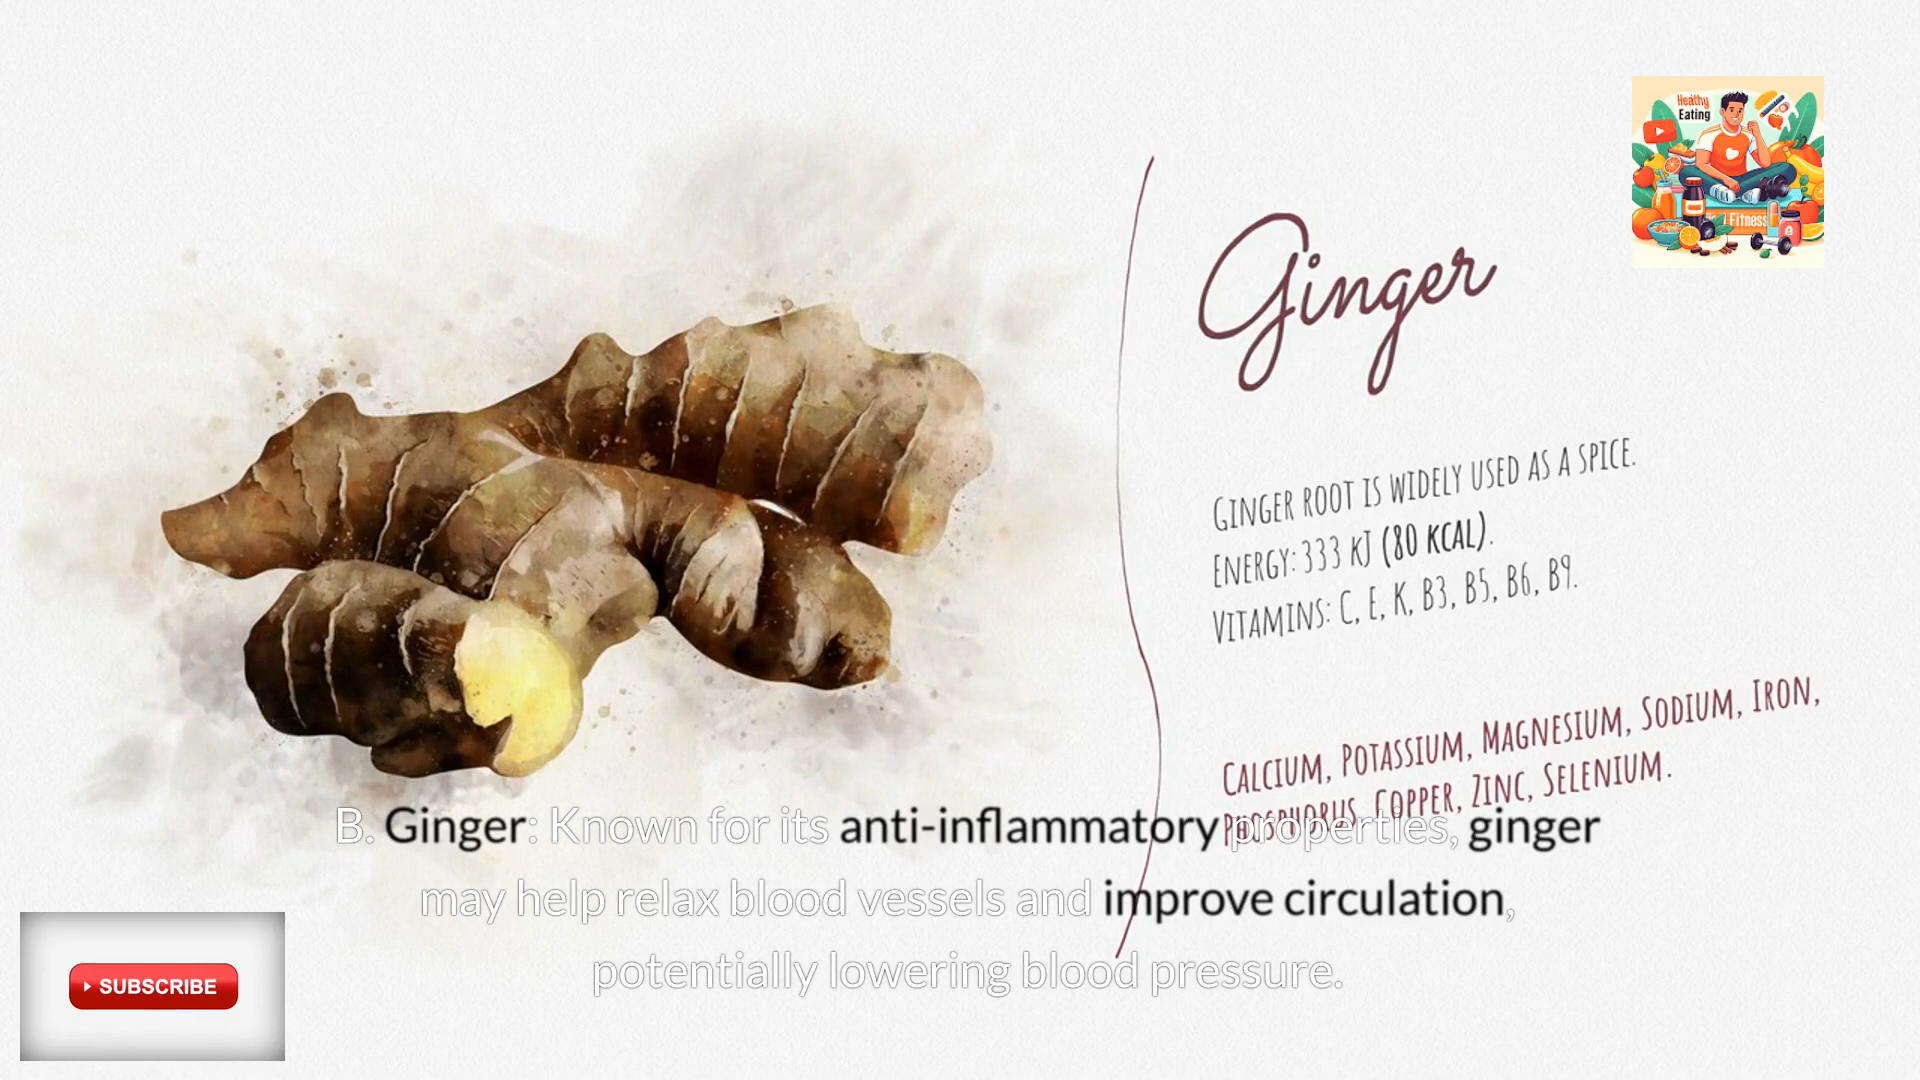 Healthy
Eating
Fitness
Ginger
Ginger root is widely used as a spice.
Energy: 333 kJ (80 kcal).
Vitamins: C, E, K, B3, B5, B6, B9.
Calcium, Potassium, Magnesium, Sodium, Iron,
Phosphorus, Copper, Zinc, Selenium.
B. Ginger: Known for its anti-inflammatory properties, ginger
may help relax blood vessels and improve circulation,
potentially lowering blood pressure.
SUBSCRIBE